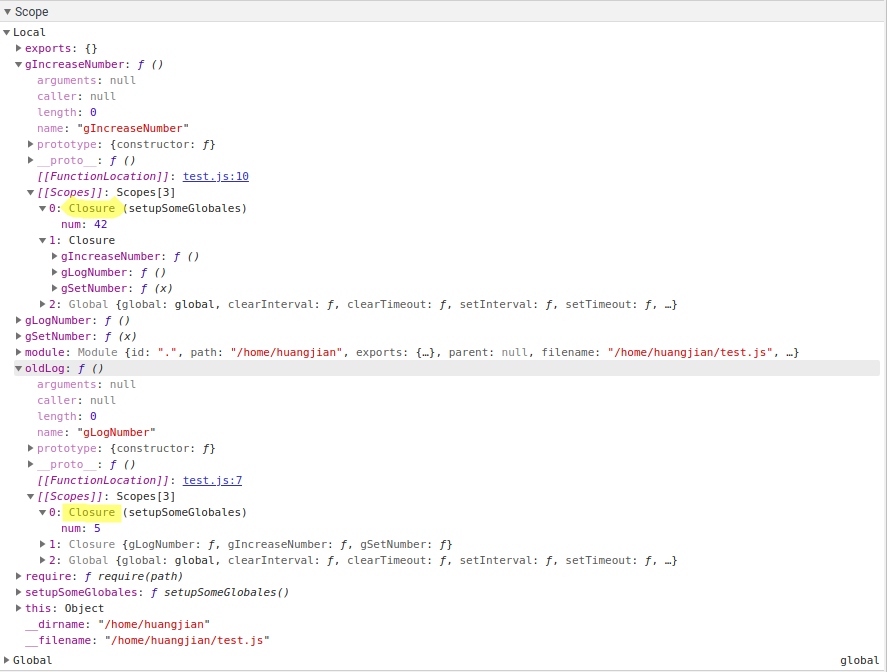 Scope
Local
exports: {}
gIncreaseNumber: ƒ ()
arguments: null
caller: null
length: 0
name: "gIncreaseNumber"
prototype: {constructor: ƒ}
__proto__: ƒ ()
[[FunctionLocation]]: test.js:10
[[Scopes]]: Scopes[3]
0: Closure (setupSomeGlobales)
num: 42
1: Closure
gIncreaseNumber: ƒ ()
gLogNumber: ƒ ()
gSetNumber: ƒ (x)
2: Global {global: global, clearInterval: ƒ, clearTimeout: ƒ, setInterval: ƒ, setTimeout: ƒ, …}
gLogNumber: ƒ ()
gSetNumber: ƒ (x)
module: Module {id: ".", path: "/home/huangjian", exports: {…}, parent: null, filename: "/home/huangjian/test.js", …}
oldLog: ƒ ()
arguments: null
caller: null
length: 0
name: "gLogNumber"
prototype: {constructor: ƒ}
__proto__: ƒ ()
[[FunctionLocation]]: test.js:7
[[Scopes]]: Scopes[3]
0: Closure (setupSomeGlobales)
num: 5
1: Closure {gLogNumber: ƒ, gIncreaseNumber: ƒ, gSetNumber: ƒ}
2: Global {global: global, clearInterval: ƒ, clearTimeout: ƒ, setInterval: ƒ, setTimeout: ƒ, …}
require: ƒ require(path)
setupSomeGlobales: ƒ setupSomeGlobales()
this: Object
__dirname: "/home/huangjian"
__filename: "/home/huangjian/test.js"
Global global